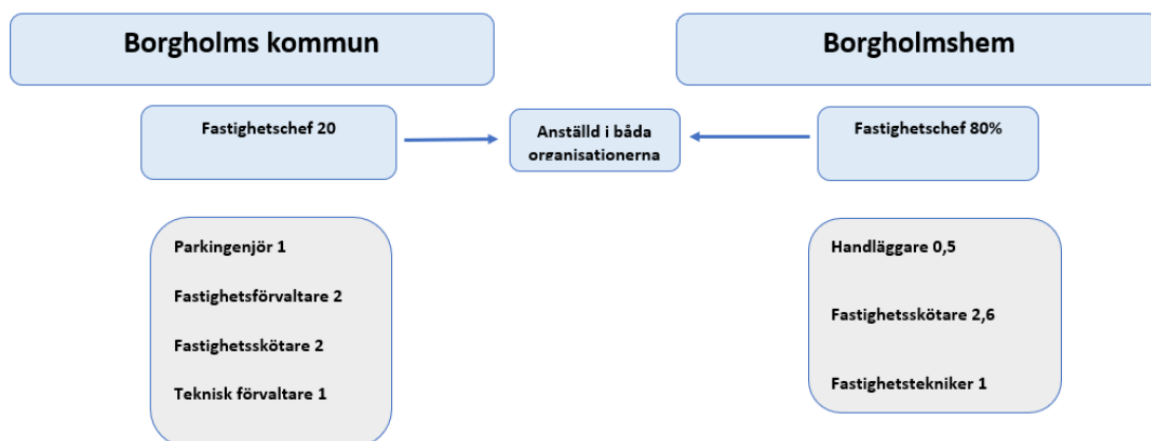 Borgholms kommun
Borgholmshem
Fastighetschef 20
Anställd i båda
organisationerna
Fastighetschef 80%
Parkingenjör 1
Fastighetsförvaltare 2
Fastighetsskötare 2
Teknisk förvaltare 1
Handläggare 0,5
Fastighetsskötare 2,6
Fastighetstekniker 1